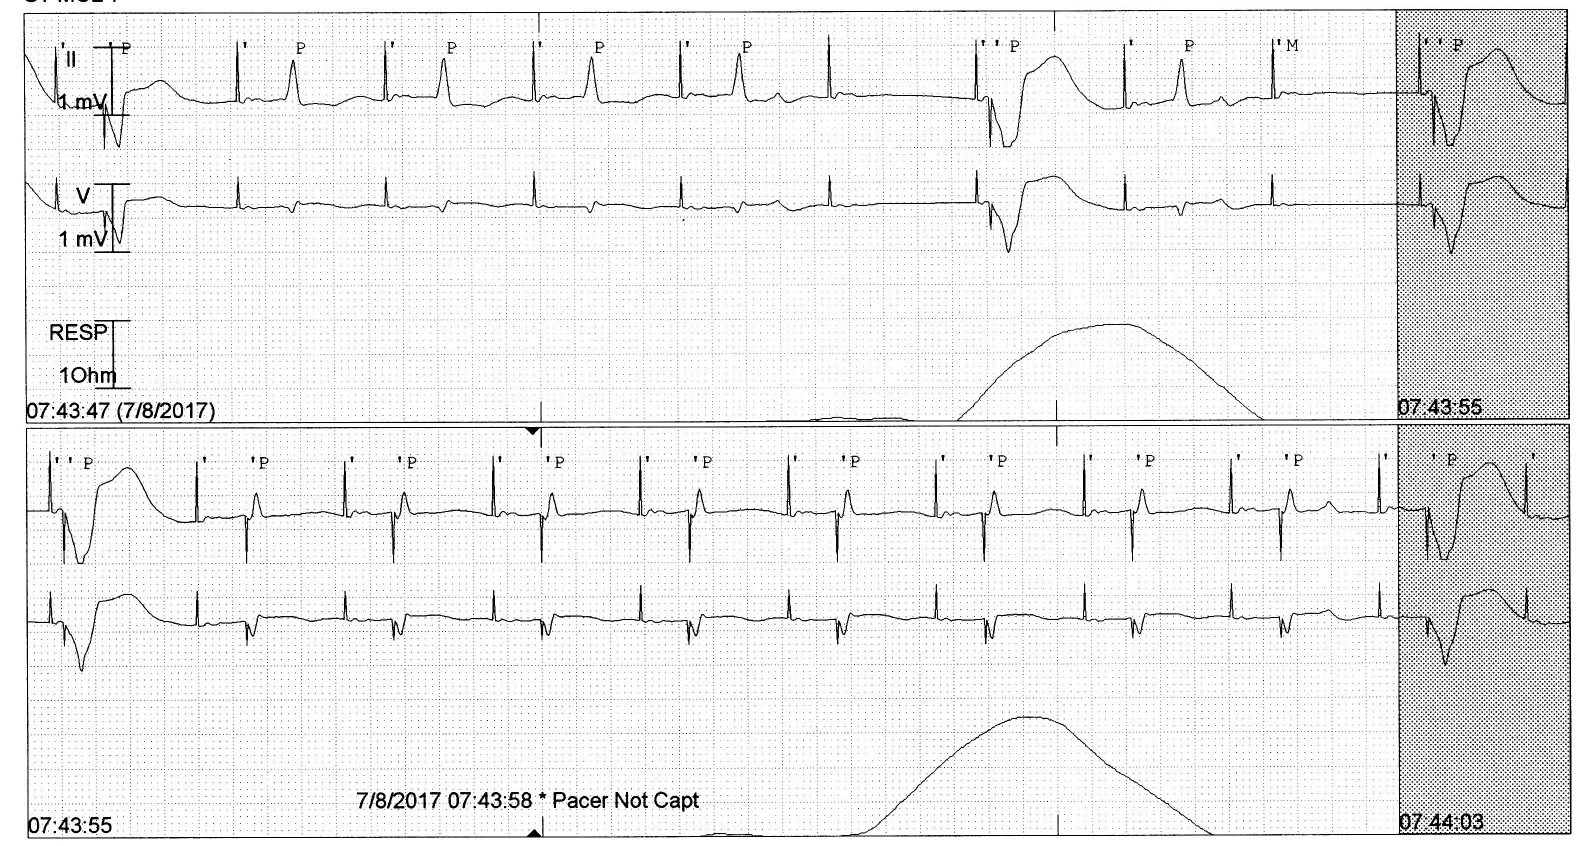 ' II ' P ' P ' P ' P ' P ' ' P ' P ' M ' ' P
1 mV
V
1 mV
RESP
1Ohm
07:43:47 (7/8/2017) 07:43:55
' ' P ' 'P ' 'P ' 'P ' 'P ' 'P ' 'P ' 'P ' 'P ' ' P '
7/8/2017 07:43:58 * Pacer Not Capt
07:43:55 07:44:03